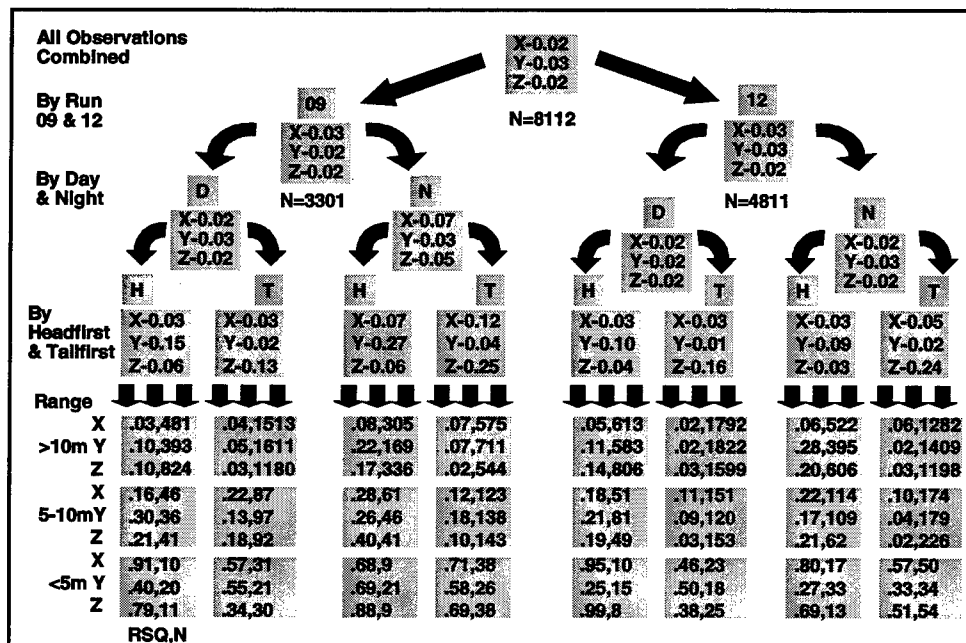 All Observations
Combined
X-0.02
Y-0.03
Z-0.02
By Run
09 & 12
09
N=8112
12
X-0.03
Y-0.02
Z-0.02
X-0.03
Y-0.03
Z-0.02
By Day
& Night
D
N=3301
N
D
N=4811
N
X-0.02
Y-0.03
Z-0.02
X-0.07
Y-0.03
Z-0.05
X-0.02
Y-0.02
Z-0.02
X-0.02
Y-0.03
Z-0.02
H T H T H T H T
By
Headfirst
& Tailfirst
X-0.03 X-0.03 X-0.07 X-0.12 X-0.03 X-0.03 X-0.03 X-0.05
Y-0.15 Y-0.02 Y-0.27 Y-0.04 Y-0.10 Y-0.01 Y-0.09 Y-0.02
Z-0.06 Z-0.13 Z-0.06 Z-0.25 Z-0.04 Z-0.16 Z-0.03 Z-0.24
Range
X .03,481 .04,1513 .08,305 .07,575 .05,613 .02,1792 .06,522 .06,1282
>10m Y .10,393 .05,1611 .22,169 .07,711 .11,583 .02,1822 .28,395 .02,1409
Z .10,824 .03,1180 .17,336 .02,544 .14,806 .03,1599 .20,606 .03,1198
X .16,46 .22,87 .28,61 .12,123 .18,51 .11,151 .22,114 .10,174
5-10mY .30,36 .13,97 .26,46 .18,138 .21,81 .09,120 .17,109 .04,179
Z .21,41 .18,92 .40,41 .10,143 .19,49 .03,153 .21,62 .02,226
X .91,10 .57,31 .68,9 .71,38 .95,10 .46,23 .80,17 .57,50
<5m Y .40,20 .55,21 .69,21 .58,26 .25,15 .50,18 .27,33 .33,34
Z .79,11 .34,30 .88,9 .69,38 .99,8 .38,25 .69,13 .51,54
RSQ,N